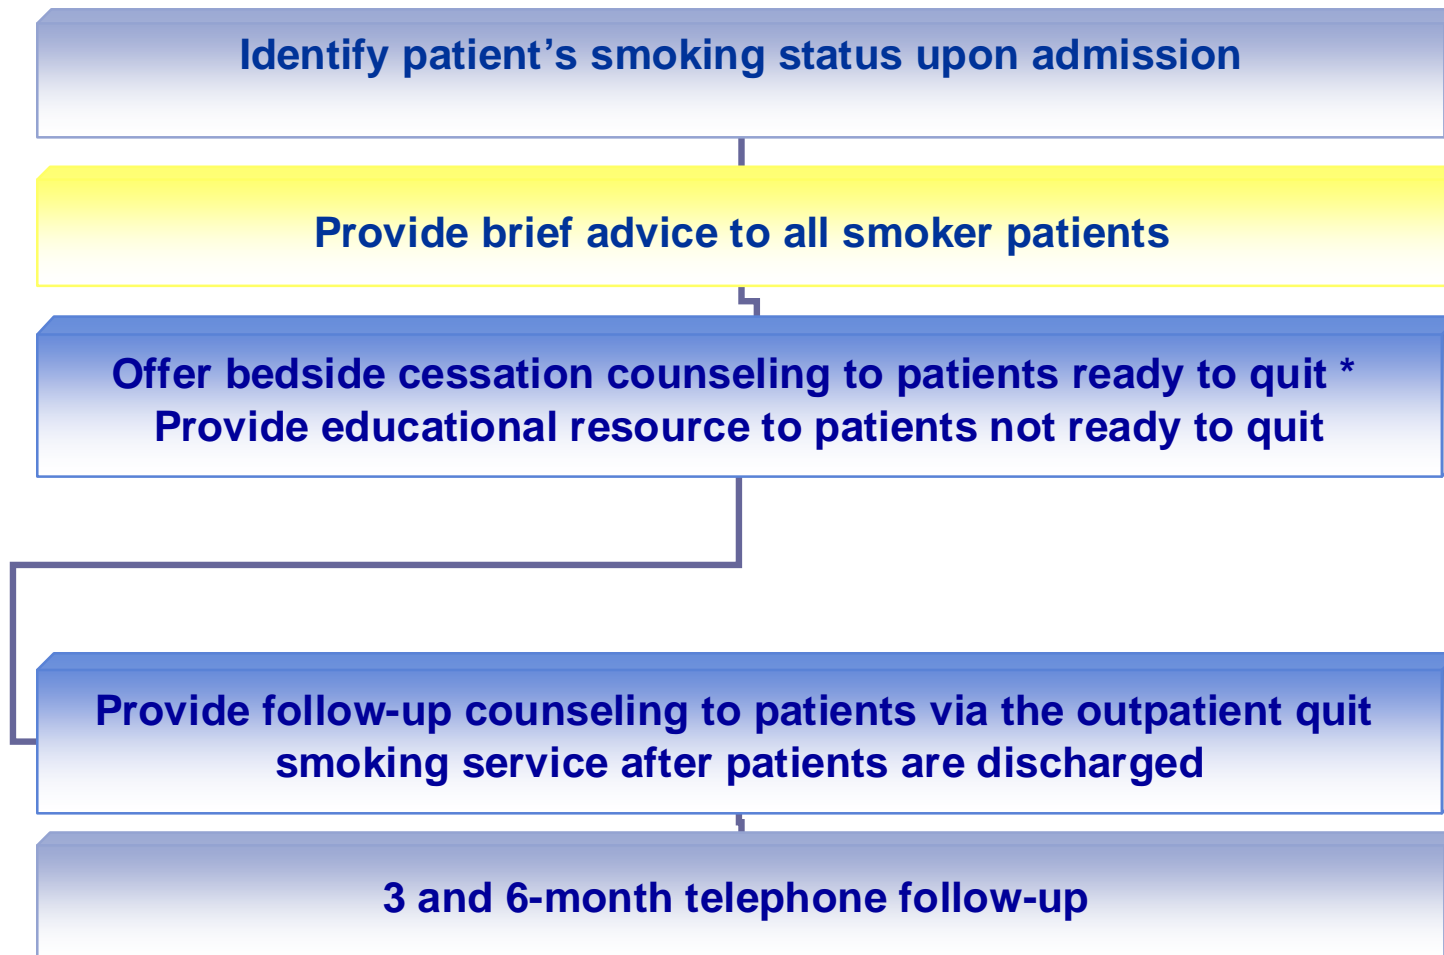 Identify patient’s smoking status upon admission
Provide brief advice to all smoker patients
Offer bedside cessation counseling to patients ready to quit *
Provide educational resource to patients not ready to quit
Provide follow-up counseling to patients via the outpatient quit
smoking service after patients are discharged
3 and 6-month telephone follow-up